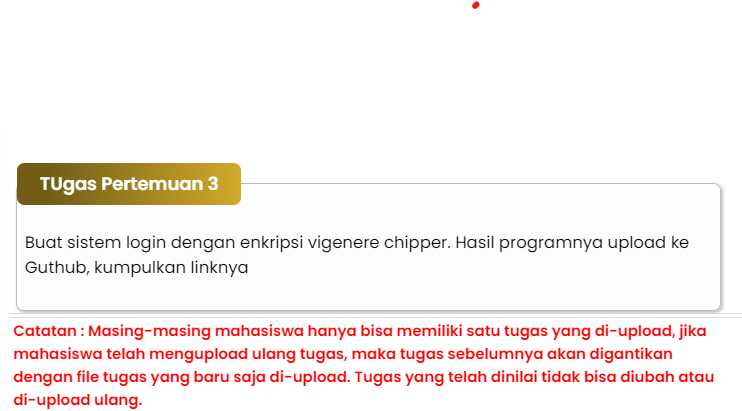 TUgas Pertemuan 3
Buat sistem login dengan enkripsi vigenere chipper. Hasil programnya upload ke
Guthub, kumpulkan linknya
Catatan : Masing-masing mahasiswa hanya bisa memiliki satu tugas yang di-upload, jika
mahasiswa telah mengupload ulang tugas, maka tugas sebelumnya akan digantikan
dengan file tugas yang baru saja di-upload. Tugas yang telah dinilai tidak bisa diubah atau
di-upload ulang.